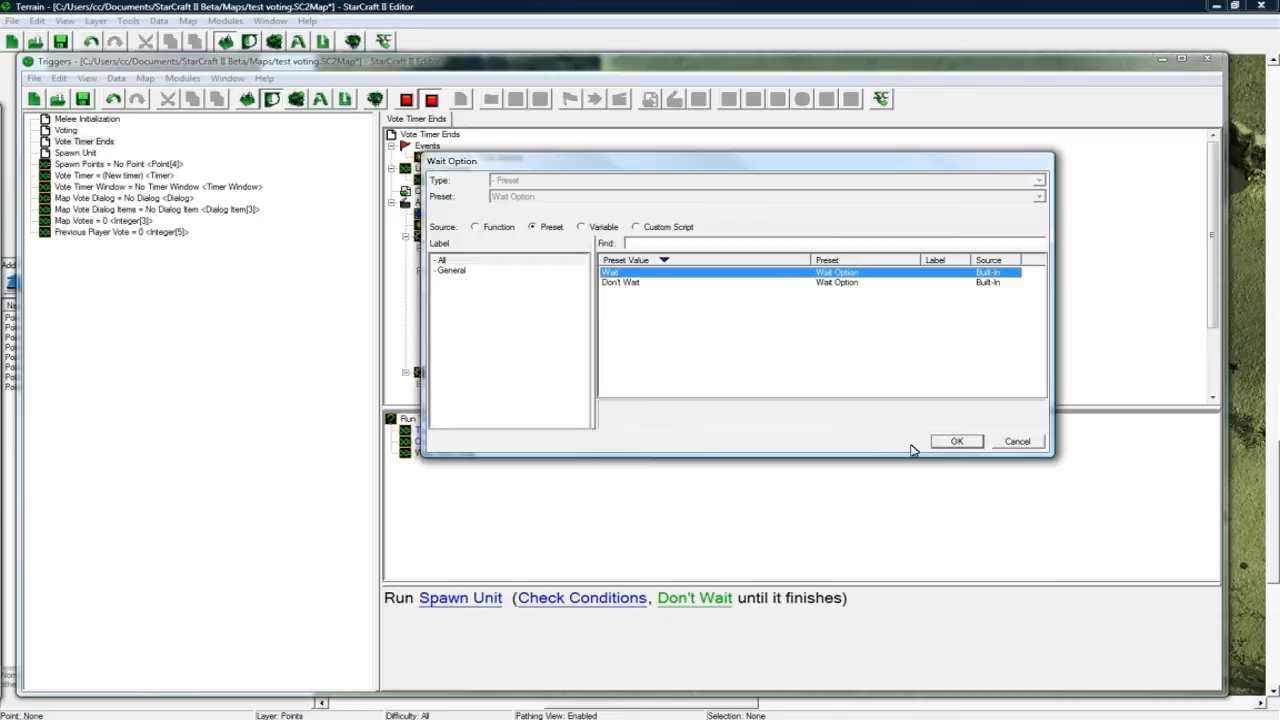 Terrain - [C:/Users/cc/Documents/StarCraft II Beta/Maps/test voting.SC2Map*] - StarCraft II Editor
File Edit View Layer Tools Data Map Modules Window Help
Triggers - [C:/Users/cc/Documents/StarCraft II Beta/Maps/test voting.SC2Map*] - StarCraft II Editor
File Edit View Data Map Modules Window Help
Melee Initialization
Voting
Vote Timer Ends
Spawn Unit
Spawn Points = No Point <Point[4]>
Vote Timer = (New timer) <Timer>
Vote Timer Window = No Timer Window <Timer Window>
Map Vote Dialog = No Dialog <Dialog>
Map Vote Dialog Items = No Dialog Item <Dialog Item[3]>
Map Votes = 0 <Integer[3]>
Previous Player Vote = 0 <Integer[5]>
Vote Timer Ends
Vote Timer Ends
Events
Wait Option
Type: - Preset
Preset: Wait Option
Source: Function Preset Variable Custom Script
Label Find:
- All
- General
Preset Value Preset Label Source
Wait Wait Option Built-In
Don't Wait Wait Option Built-In
OK Cancel
Run
Run Spawn Unit (Check Conditions, Don't Wait until it finishes)
Point: None Layer: Points Difficulty: All Pathing View: Enabled Selection: None